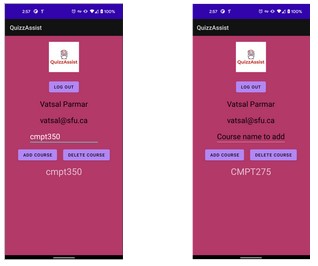 2:57
100%
QuizzAssist
QuizzAssist
LOG OUT
Vatsal Parmar
vatsal@sfu.ca
cmpt350
ADD COURSE DELETE COURSE
cmpt350
2:57
100%
QuizzAssist
QuizzAssist
LOG OUT
Vatsal Parmar
vatsal@sfu.ca
Course name to add
ADD COURSE DELETE COURSE
CMPT275